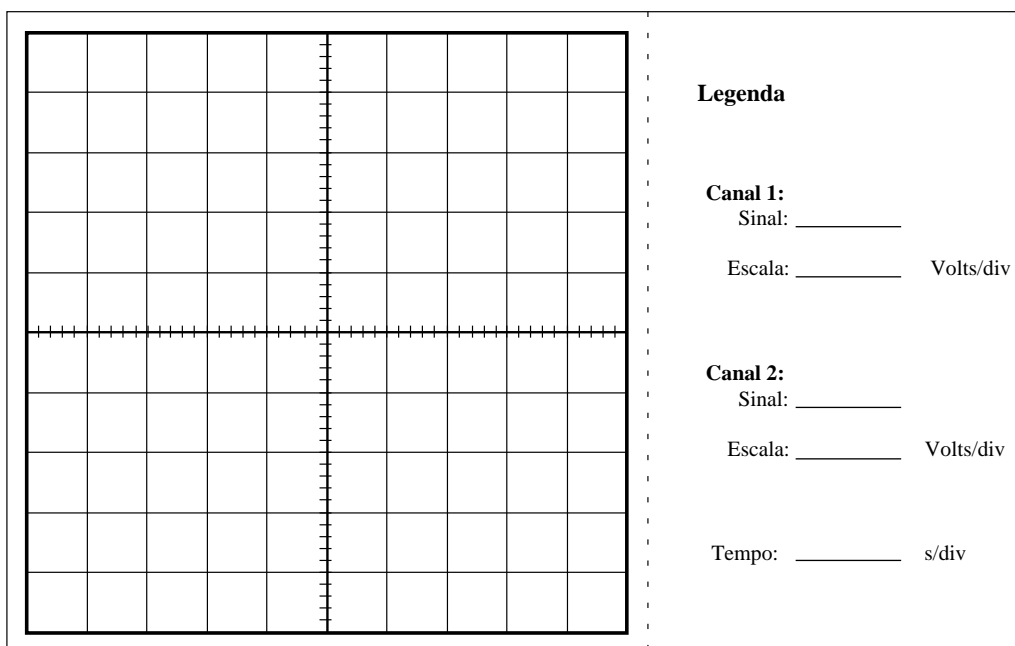 Legenda
Canal 1:
Sinal:
Escala: Volts/div
Canal 2:
Sinal:
Escala: Volts/div
Tempo: s/div